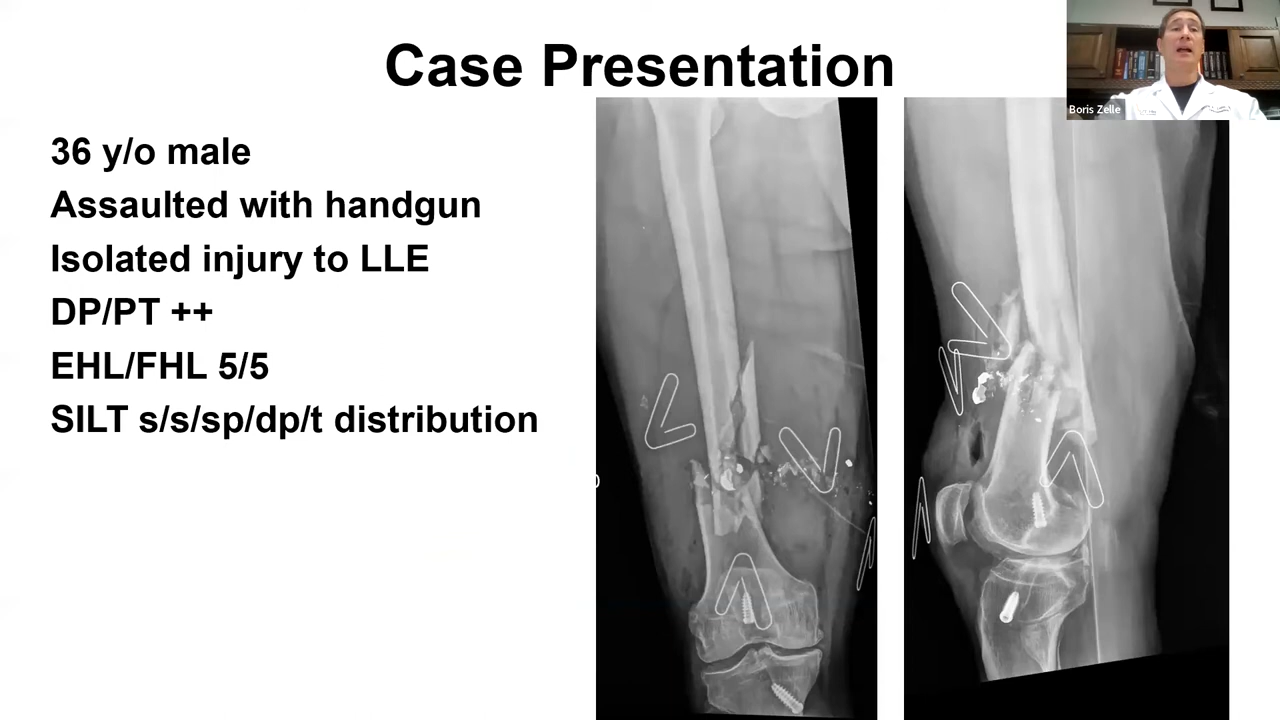 Case Presentation
Boris Zelle
36 y/o male
Assaulted with handgun
Isolated injury to LLE
DP/PT ++
EHL/FHL 5/5
SILT s/s/sp/dp/t distribution